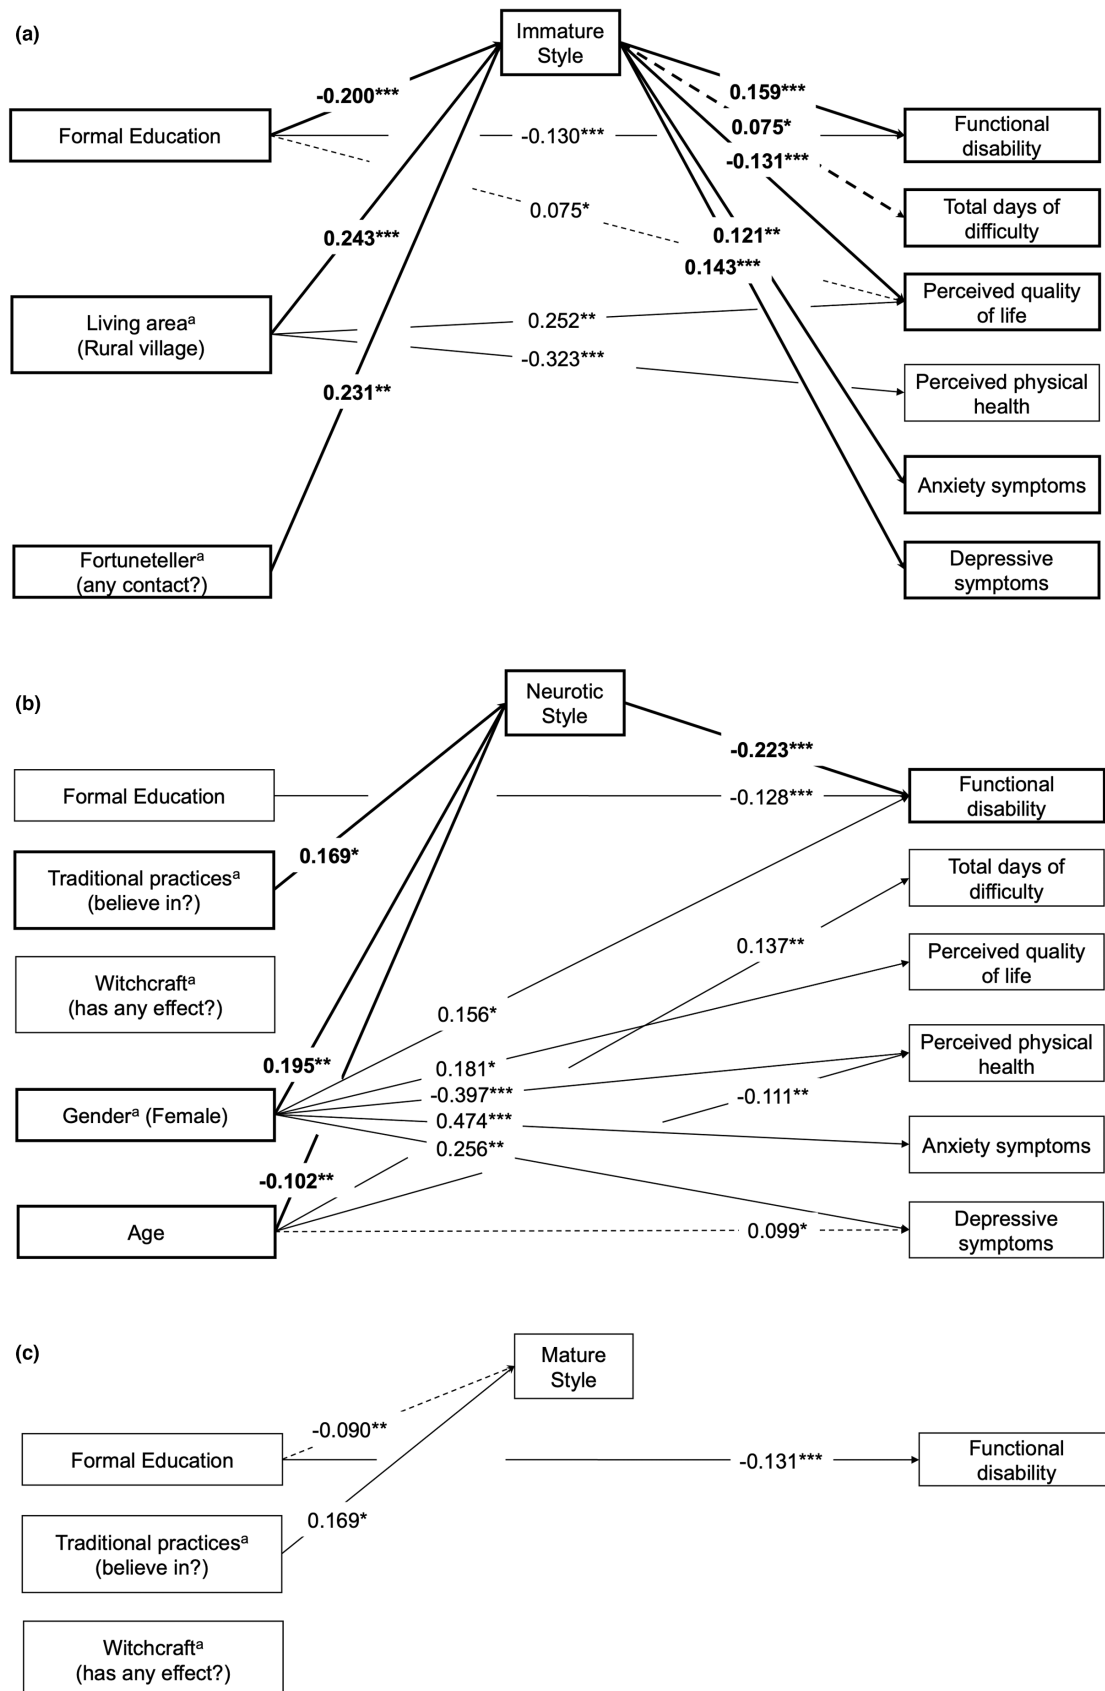 (a)
Immature
Style
-0.200***
0.159***
Formal Education
-0.130***
0.075*
Functional
disability
-0.131***
0.075*
Total days of
difficulty
0.243***
0.121**
0.143***
Living areaᵃ
(Rural village)
0.252**
Perceived quality
of life
-0.323***
0.231**
Perceived physical
health
Anxiety symptoms
Fortunetellerᵃ
(any contact?)
Depressive
symptoms
(b)
Neurotic
Style
-0.223***
Formal Education
-0.128***
Functional
disability
0.169*
Traditional practicesᵃ
(believe in?)
Total days of
difficulty
0.137**
Witchcraftᵃ
(has any effect?)
Perceived quality
of life
0.156*
0.195**
0.181*
Perceived physical
health
-0.397***
-0.111**
Genderᵃ (Female)
0.474***
0.256**
Anxiety symptoms
-0.102**
Age
0.099*
Depressive
symptoms
(c)
Mature
Style
-0.090**
Formal Education
-0.131***
Functional
disability
0.169*
Traditional practicesᵃ
(believe in?)
Witchcraftᵃ
(has any effect?)